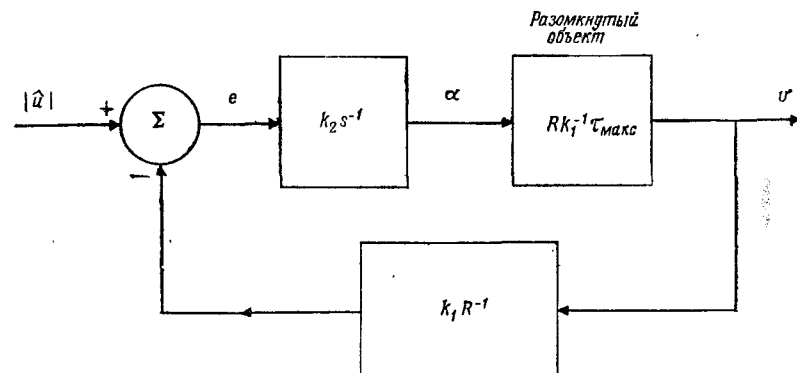 Разомкнутый
объект
|û| + Σ e k₂s⁻¹ α Rk₁⁻¹τмакс v
−
k₁R⁻¹